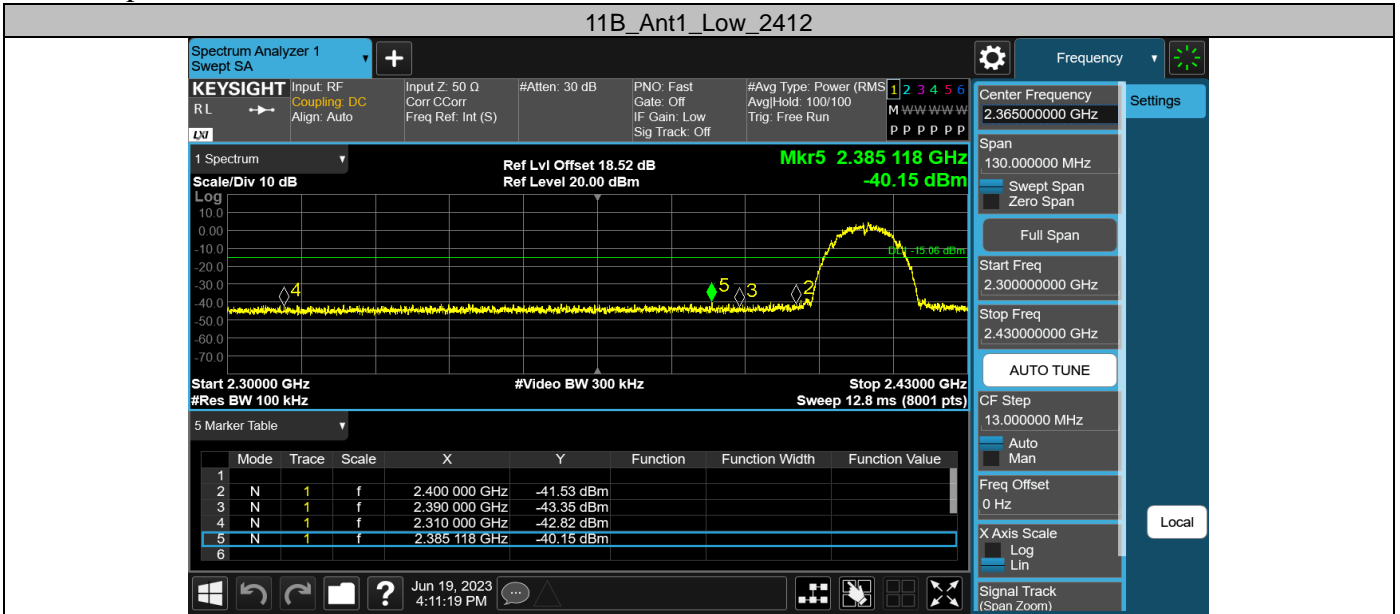 11B_Ant1_Low_2412
Spectrum Analyzer 1
Swept SA
Frequency
KEYSIGHT
RL
LXI
Input: RF
Coupling: DC
Align: Auto
Input Z: 50 Ω
Corr CCorr
Freq Ref: Int (S)
#Atten: 30 dB
PNO: Fast
Gate: Off
IF Gain: Low
Sig Track: Off
#Avg Type: Power (RMS
Avg|Hold: 100/100
Trig: Free Run
1 2 3 4 5 6
M W W W W W
P P P P P P
1 Spectrum
Scale/Div 10 dB
Log
Ref Lvl Offset 18.52 dB
Ref Level 20.00 dBm
Mkr5 2.385 118 GHz
-40.15 dBm
10.0
0.00
-10.0
-20.0
-30.0
-40.0
-50.0
-60.0
-70.0
4
5
3
2
-15.06 dBm
Start 2.30000 GHz
#Video BW 300 kHz
Stop 2.43000 GHz
#Res BW 100 kHz
Sweep 12.8 ms (8001 pts)
5 Marker Table
Mode Trace Scale X Y Function Function Width Function Value
1
2 N 1 f 2.400 000 GHz -41.53 dBm
3 N 1 f 2.390 000 GHz -43.35 dBm
4 N 1 f 2.310 000 GHz -42.82 dBm
5 N 1 f 2.385 118 GHz -40.15 dBm
6
Jun 19, 2023
4:11:19 PM
Center Frequency
2.365000000 GHz
Span
130.000000 MHz
Swept Span
Zero Span
Full Span
Start Freq
2.300000000 GHz
Stop Freq
2.430000000 GHz
AUTO TUNE
CF Step
13.000000 MHz
Auto
Man
Freq Offset
0 Hz
X Axis Scale
Log
Lin
Signal Track
(Span Zoom)
Settings
Local